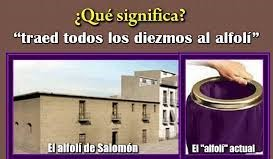 ¿Qué significa?
“traed todos los diezmos al alfolí”
El alfolí de Salomón
El "alfolí" actual